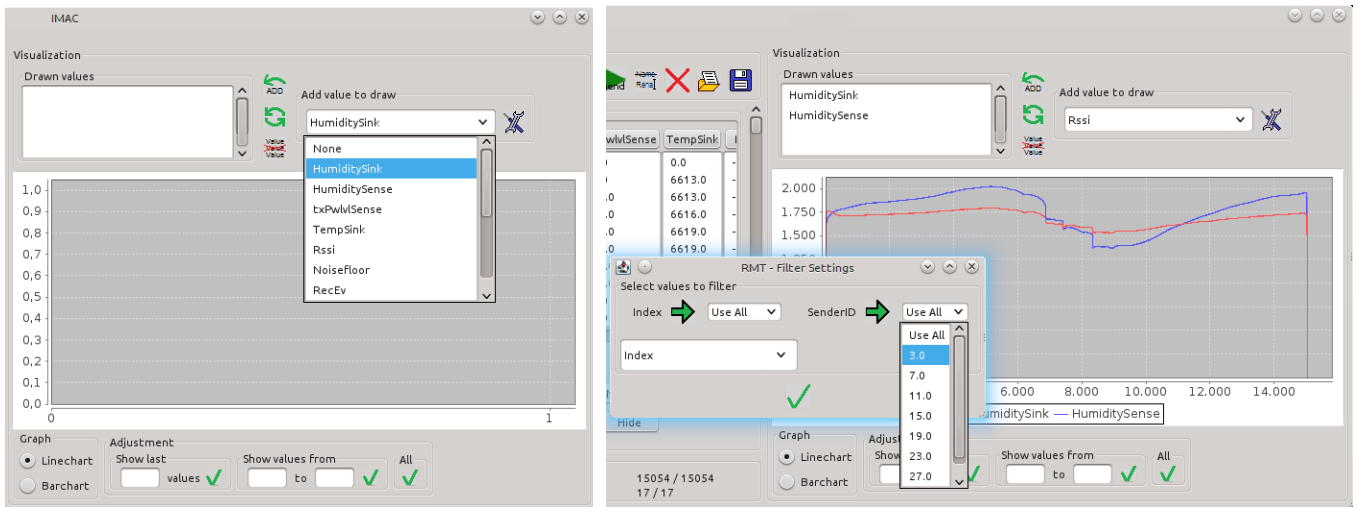 IMAC
Visualization
Drawn values
ADD
Add value to draw
HumiditySink
Value
Value
Value
None
HumiditySink
HumiditySense
txPwlvlSense
TempSink
Rssi
Noisefloor
RecEv
1,0
0,9
0,8
0,7
0,6
0,5
0,4
0,3
0,2
0,1
0,0
0
1
Graph
Linechart
Barchart
Adjustment
Show last
values
Show values from
to
All
Name
TempSink
0.0
6613.0
6613.0
6616.0
6619.0
6619.0
Visualization
Drawn values
HumiditySink
HumiditySense
ADD
Value
Value
Value
Add value to draw
Rssi
2.000
1.750
1.500
RMT - Filter Settings
Select values to filter
Index
Use All
SenderID
Use All
Index
Use All
3.0
7.0
11.0
15.0
19.0
23.0
27.0
6.000
8.000
10.000
12.000
14.000
HumiditySense
Hide
Graph
Linechart
Barchart
Show values from
to
All
15054 / 15054
17 / 17